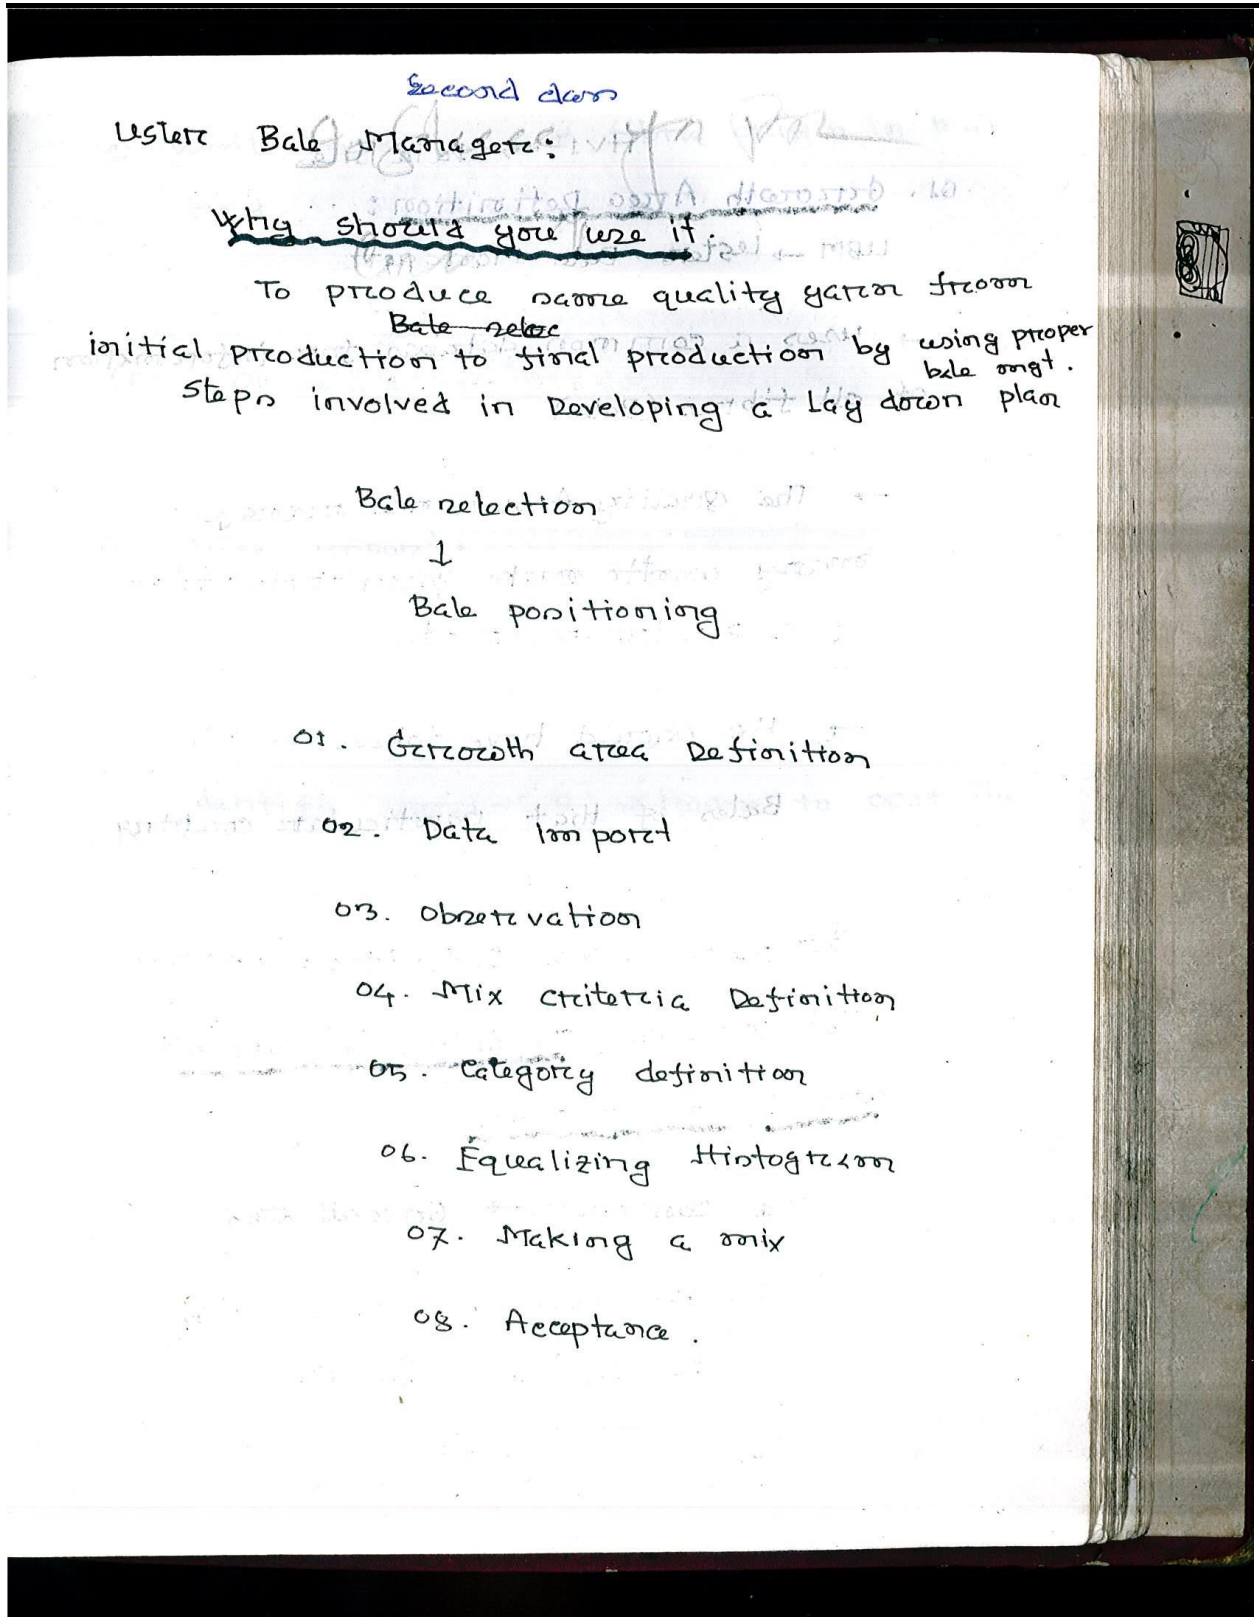 Second class
Uster Bale Manager:
Why should you use it.
To produce same quality yarn from
Bale selec
initial production to final production by using proper
bale mgt.
Steps involved in Developing a Lay down plan
Bale selection
↓
Bale positioning
01. Growth area Definition
02. Data import
03. Observation
04. Mix criteria Definition
05. Category definition
06. Equalizing Histogram
07. Making a mix
08. Acceptance.